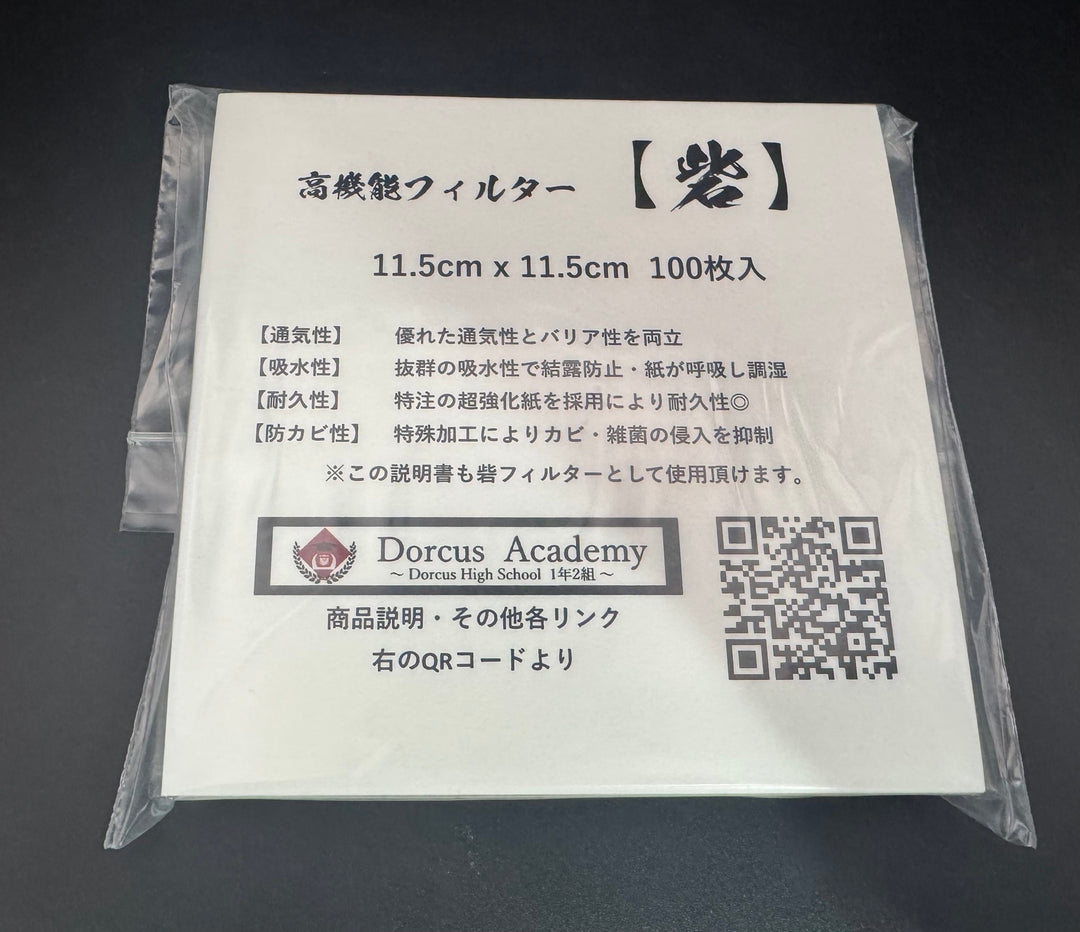 高機能フィルター 【砦】
11.5cm x 11.5cm 100枚入
【通気性】 優れた通気性とバリア性を両立
【吸水性】 抜群の吸水性で結露防止・紙が呼吸し調湿
【耐久性】 特注の超強化紙を採用により耐久性◎
【防カビ性】 特殊加工によりカビ・雑菌の侵入を抑制
※この説明書も砦フィルターとして使用頂けます。
Dorcus Academy
～ Dorcus High School 1年2組 ～
商品説明・その他各リンク
右のQRコードより